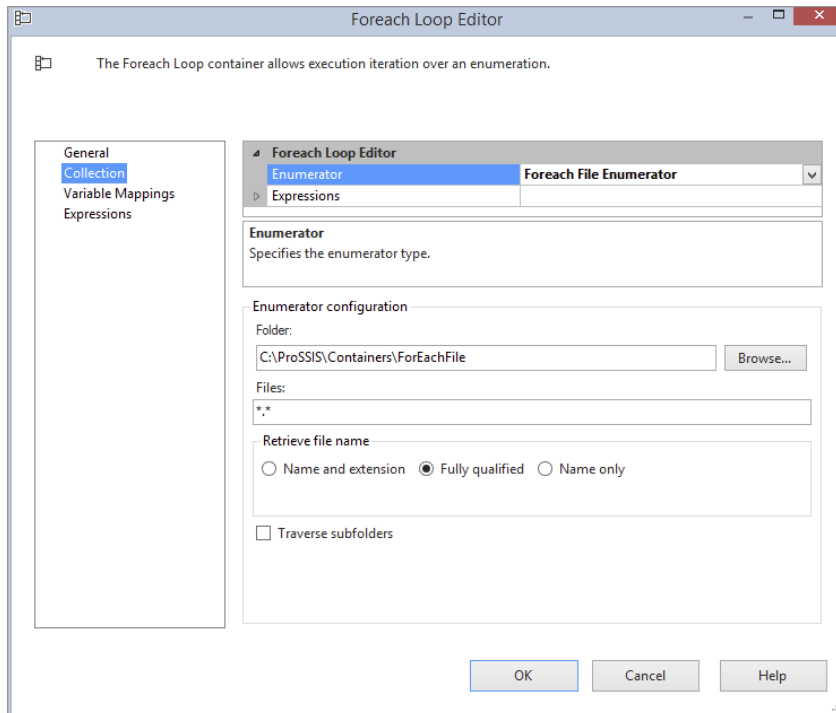 Foreach Loop Editor
The Foreach Loop container allows execution iteration over an enumeration.
General
Collection
Variable Mappings
Expressions
Foreach Loop Editor
Enumerator Foreach File Enumerator
Expressions
Enumerator
Specifies the enumerator type.
Enumerator configuration
Folder:
C:\ProSSIS\Containers\ForEachFile Browse...
Files:
*.*
Retrieve file name
Name and extension Fully qualified Name only
Traverse subfolders
OK Cancel Help